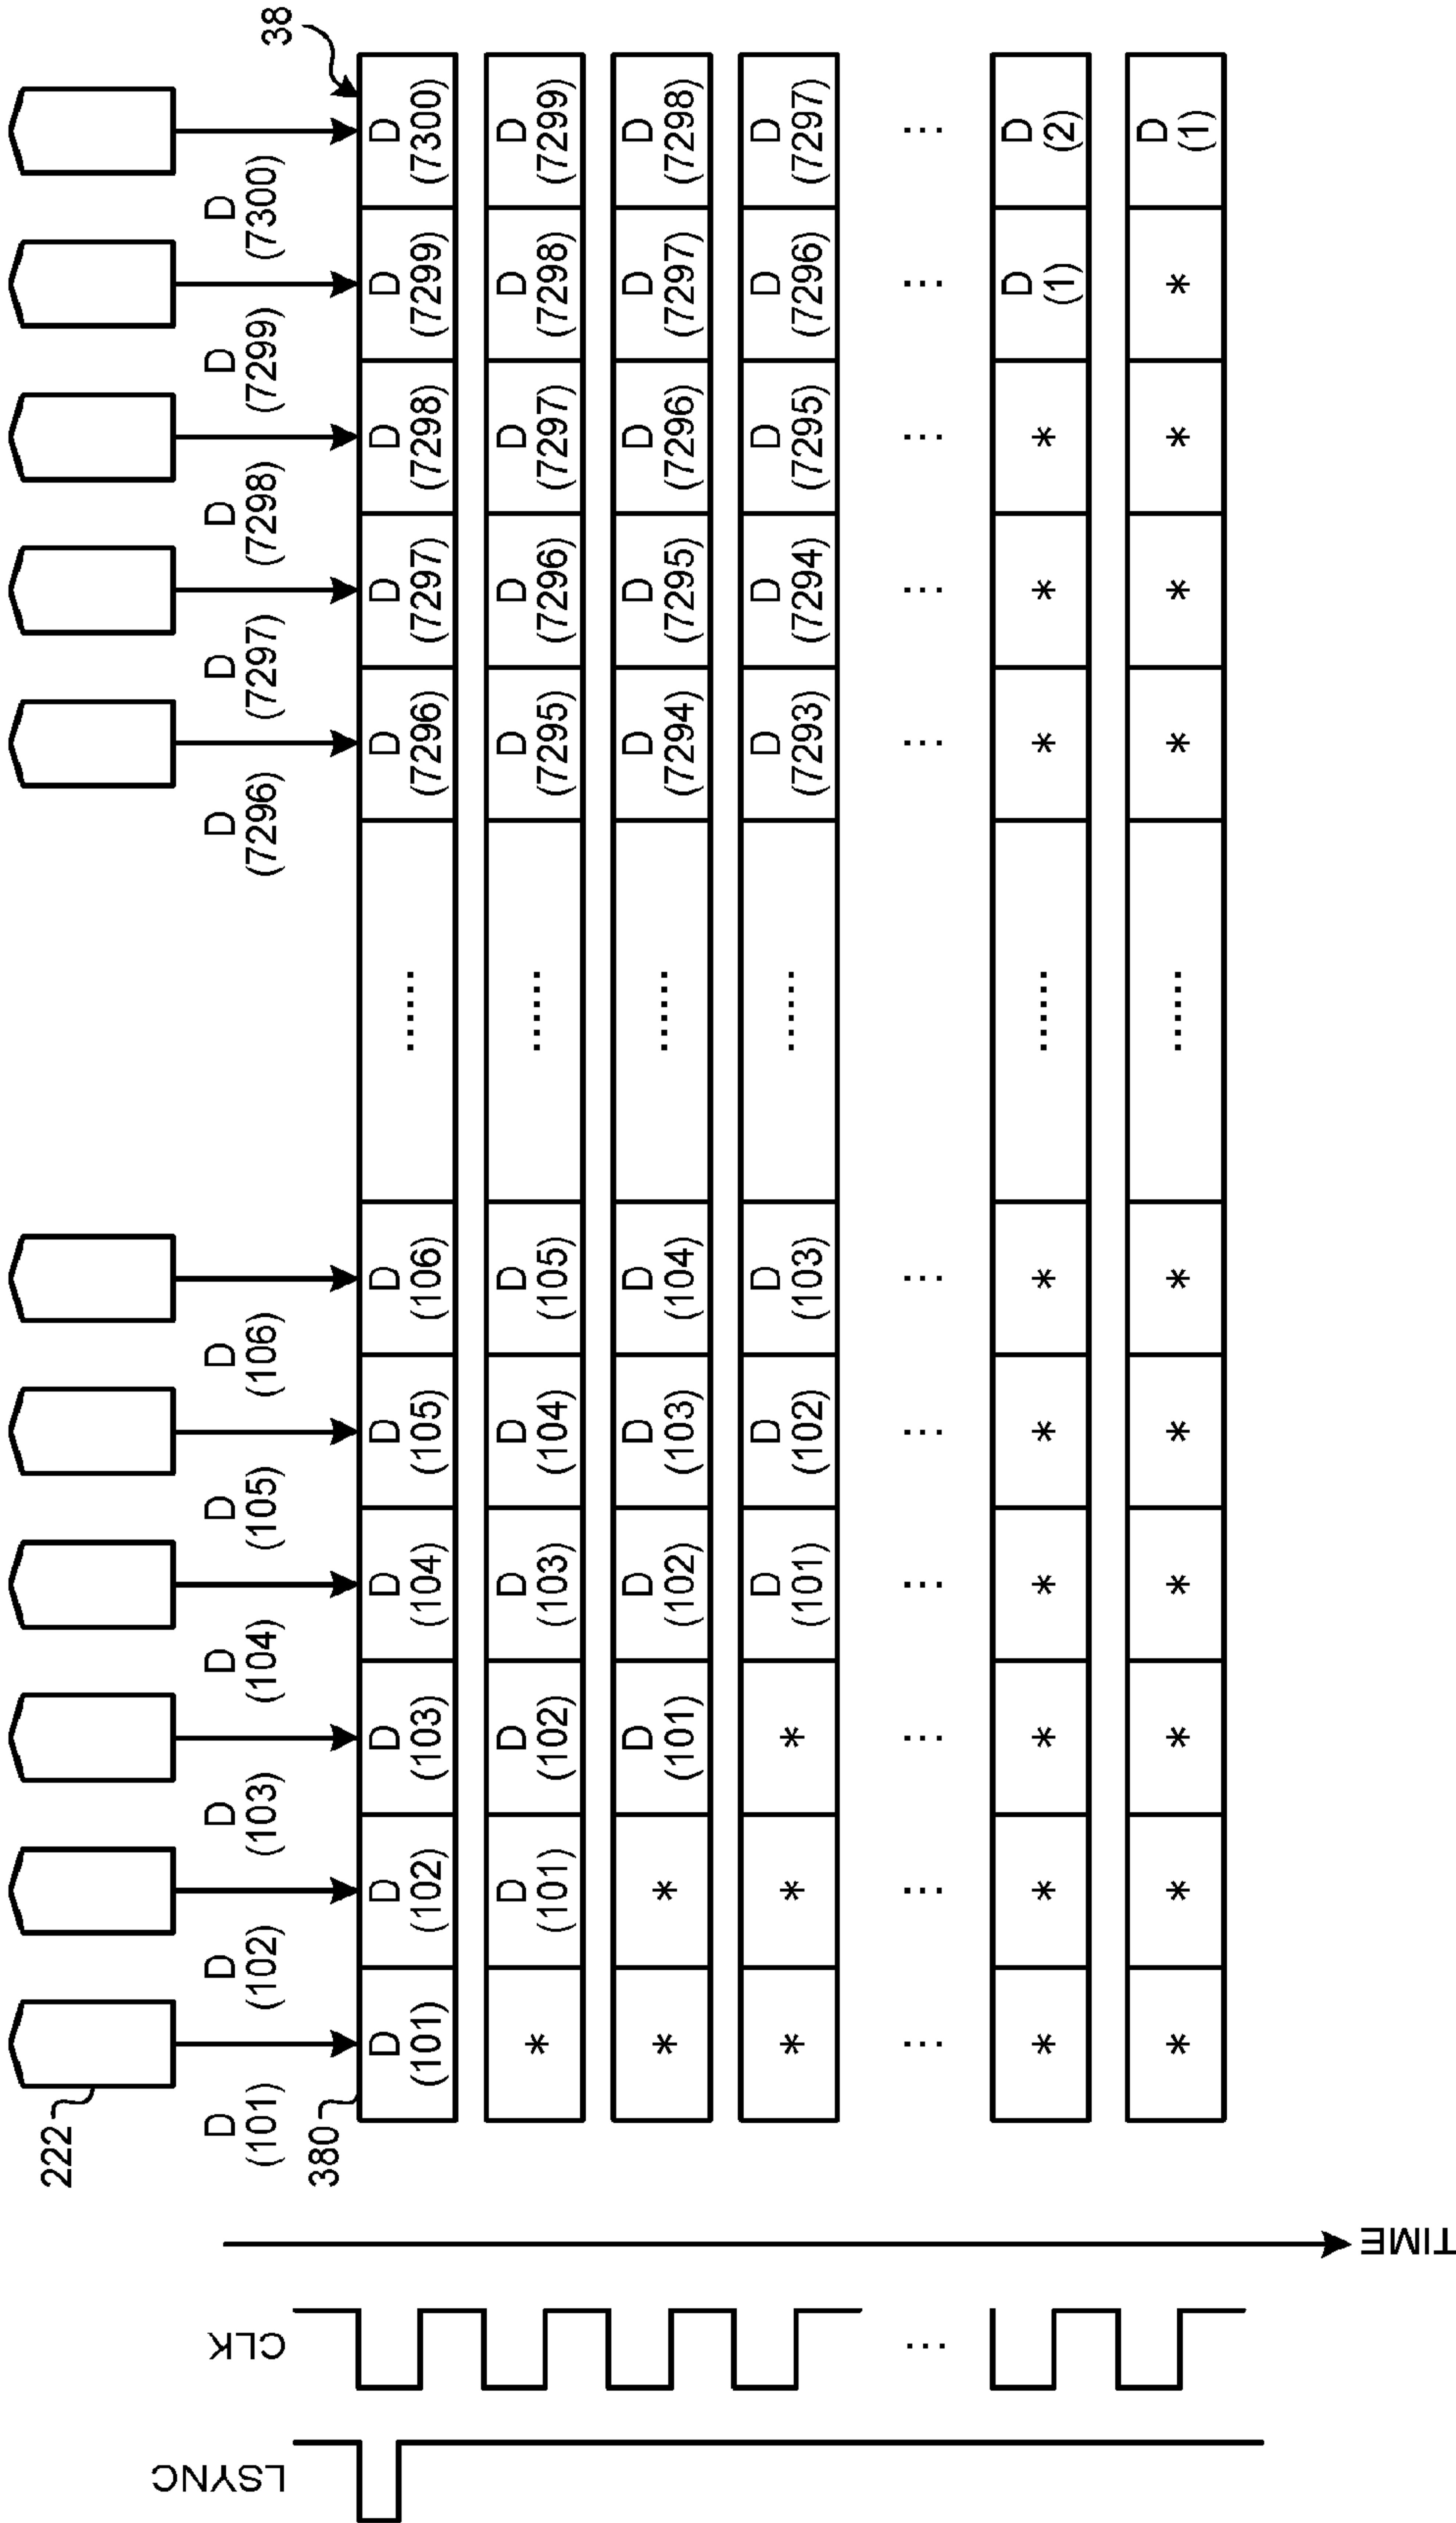 LSYNC
CLK
TIME
222
38
380
D
(101)
D
(102)
D
(103)
D
(104)
D
(105)
D
(106)
D
(7296)
D
(7297)
D
(7298)
D
(7299)
D
(7300)
D
(101)
D
(102)
D
(103)
D
(104)
D
(105)
D
(106)
......
D
(7296)
D
(7297)
D
(7298)
D
(7299)
D
(7300)
*
D
(101)
D
(102)
D
(103)
D
(104)
D
(105)
......
D
(7295)
D
(7296)
D
(7297)
D
(7298)
D
(7299)
*
*
D
(101)
D
(102)
D
(103)
D
(104)
......
D
(7294)
D
(7295)
D
(7296)
D
(7297)
D
(7298)
*
*
*
D
(101)
D
(102)
D
(103)
......
D
(7293)
D
(7294)
D
(7295)
D
(7296)
D
(7297)
... ... ... ... ... ... ... ... ... ... ... ...
*
*
*
*
*
*
......
*
*
*
D
(1)
D
(2)
*
*
*
*
*
*
......
*
*
*
*
D
(1)